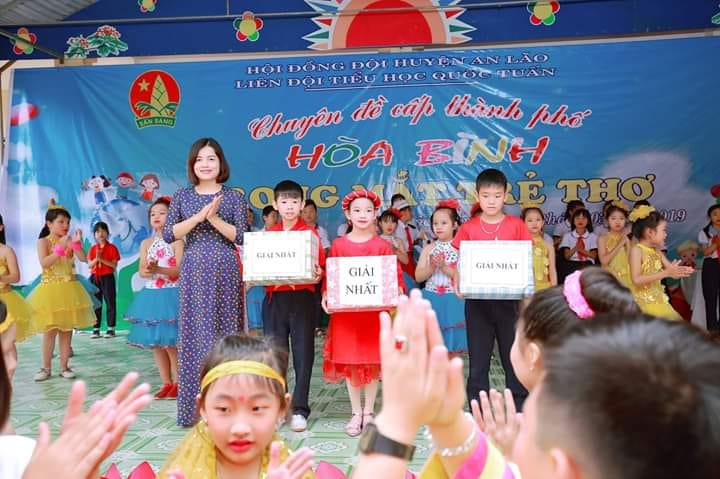 HỘI ĐỒNG ĐỘI HUYỆN AN LÃO
LIÊN ĐỘI TIỂU HỌC QUỐC TUẤN
SẴN SÀNG
Chuyên đề cấp thành phố
HÒA BÌNH
TRONG MẮT TRẺ THƠ
2019
GIẢI NHẤT
GIẢI
NHẤT
GIẢI NHẤT